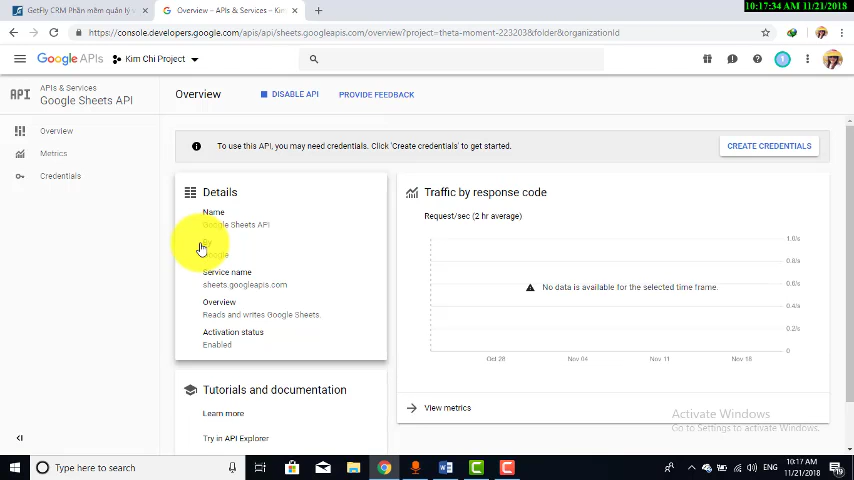 10:17:34 AM 11/21/2018
GetFly CRM Phần mềm quản lý v
Overview – APIs & Services – Kim
https://console.developers.google.com/apis/api/sheets.googleapis.com/overview?project=theta-moment-223203&folder&organizationId
Google APIs
Kim Chi Project
1
API
APIs & Services
Google Sheets API
Overview
DISABLE API
PROVIDE FEEDBACK
Overview
Metrics
Credentials
To use this API, you may need credentials. Click 'Create credentials' to get started.
CREATE CREDENTIALS
Details
Name
Google Sheets API
By
Google
Service name
sheets.googleapis.com
Overview
Reads and writes Google Sheets.
Activation status
Enabled
Traffic by response code
Request/sec (2 hr average)
1.0/s
0.8/s
0.6/s
No data is available for the selected time frame.
0.4/s
0.2/s
0
Oct 28
Nov 04
Nov 11
Nov 18
View metrics
Tutorials and documentation
Learn more
Try in API Explorer
Activate Windows
Go to Settings to activate Windows.
Type here to search
ENG
10:17 AM
11/21/2018